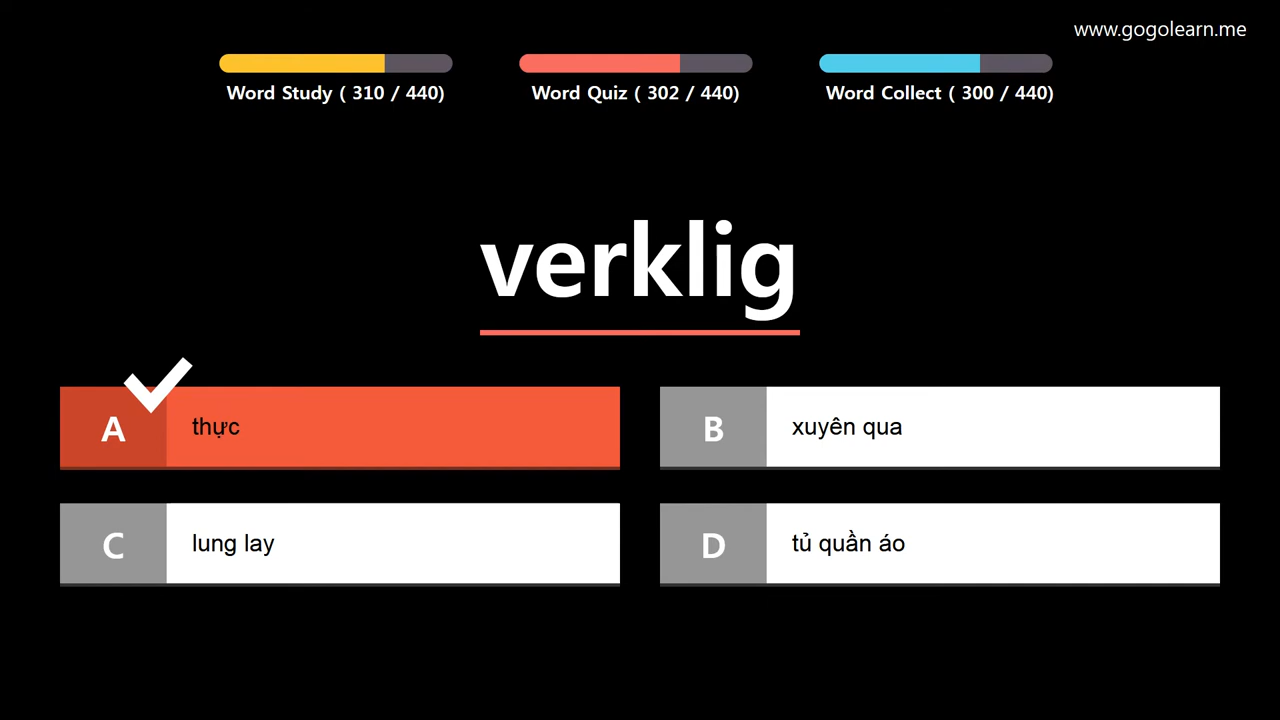 www.gogolearn.me
Word Study ( 310 / 440)
Word Quiz ( 302 / 440)
Word Collect ( 300 / 440)
verklig
A thực
B xuyên qua
C lung lay
D tủ quần áo